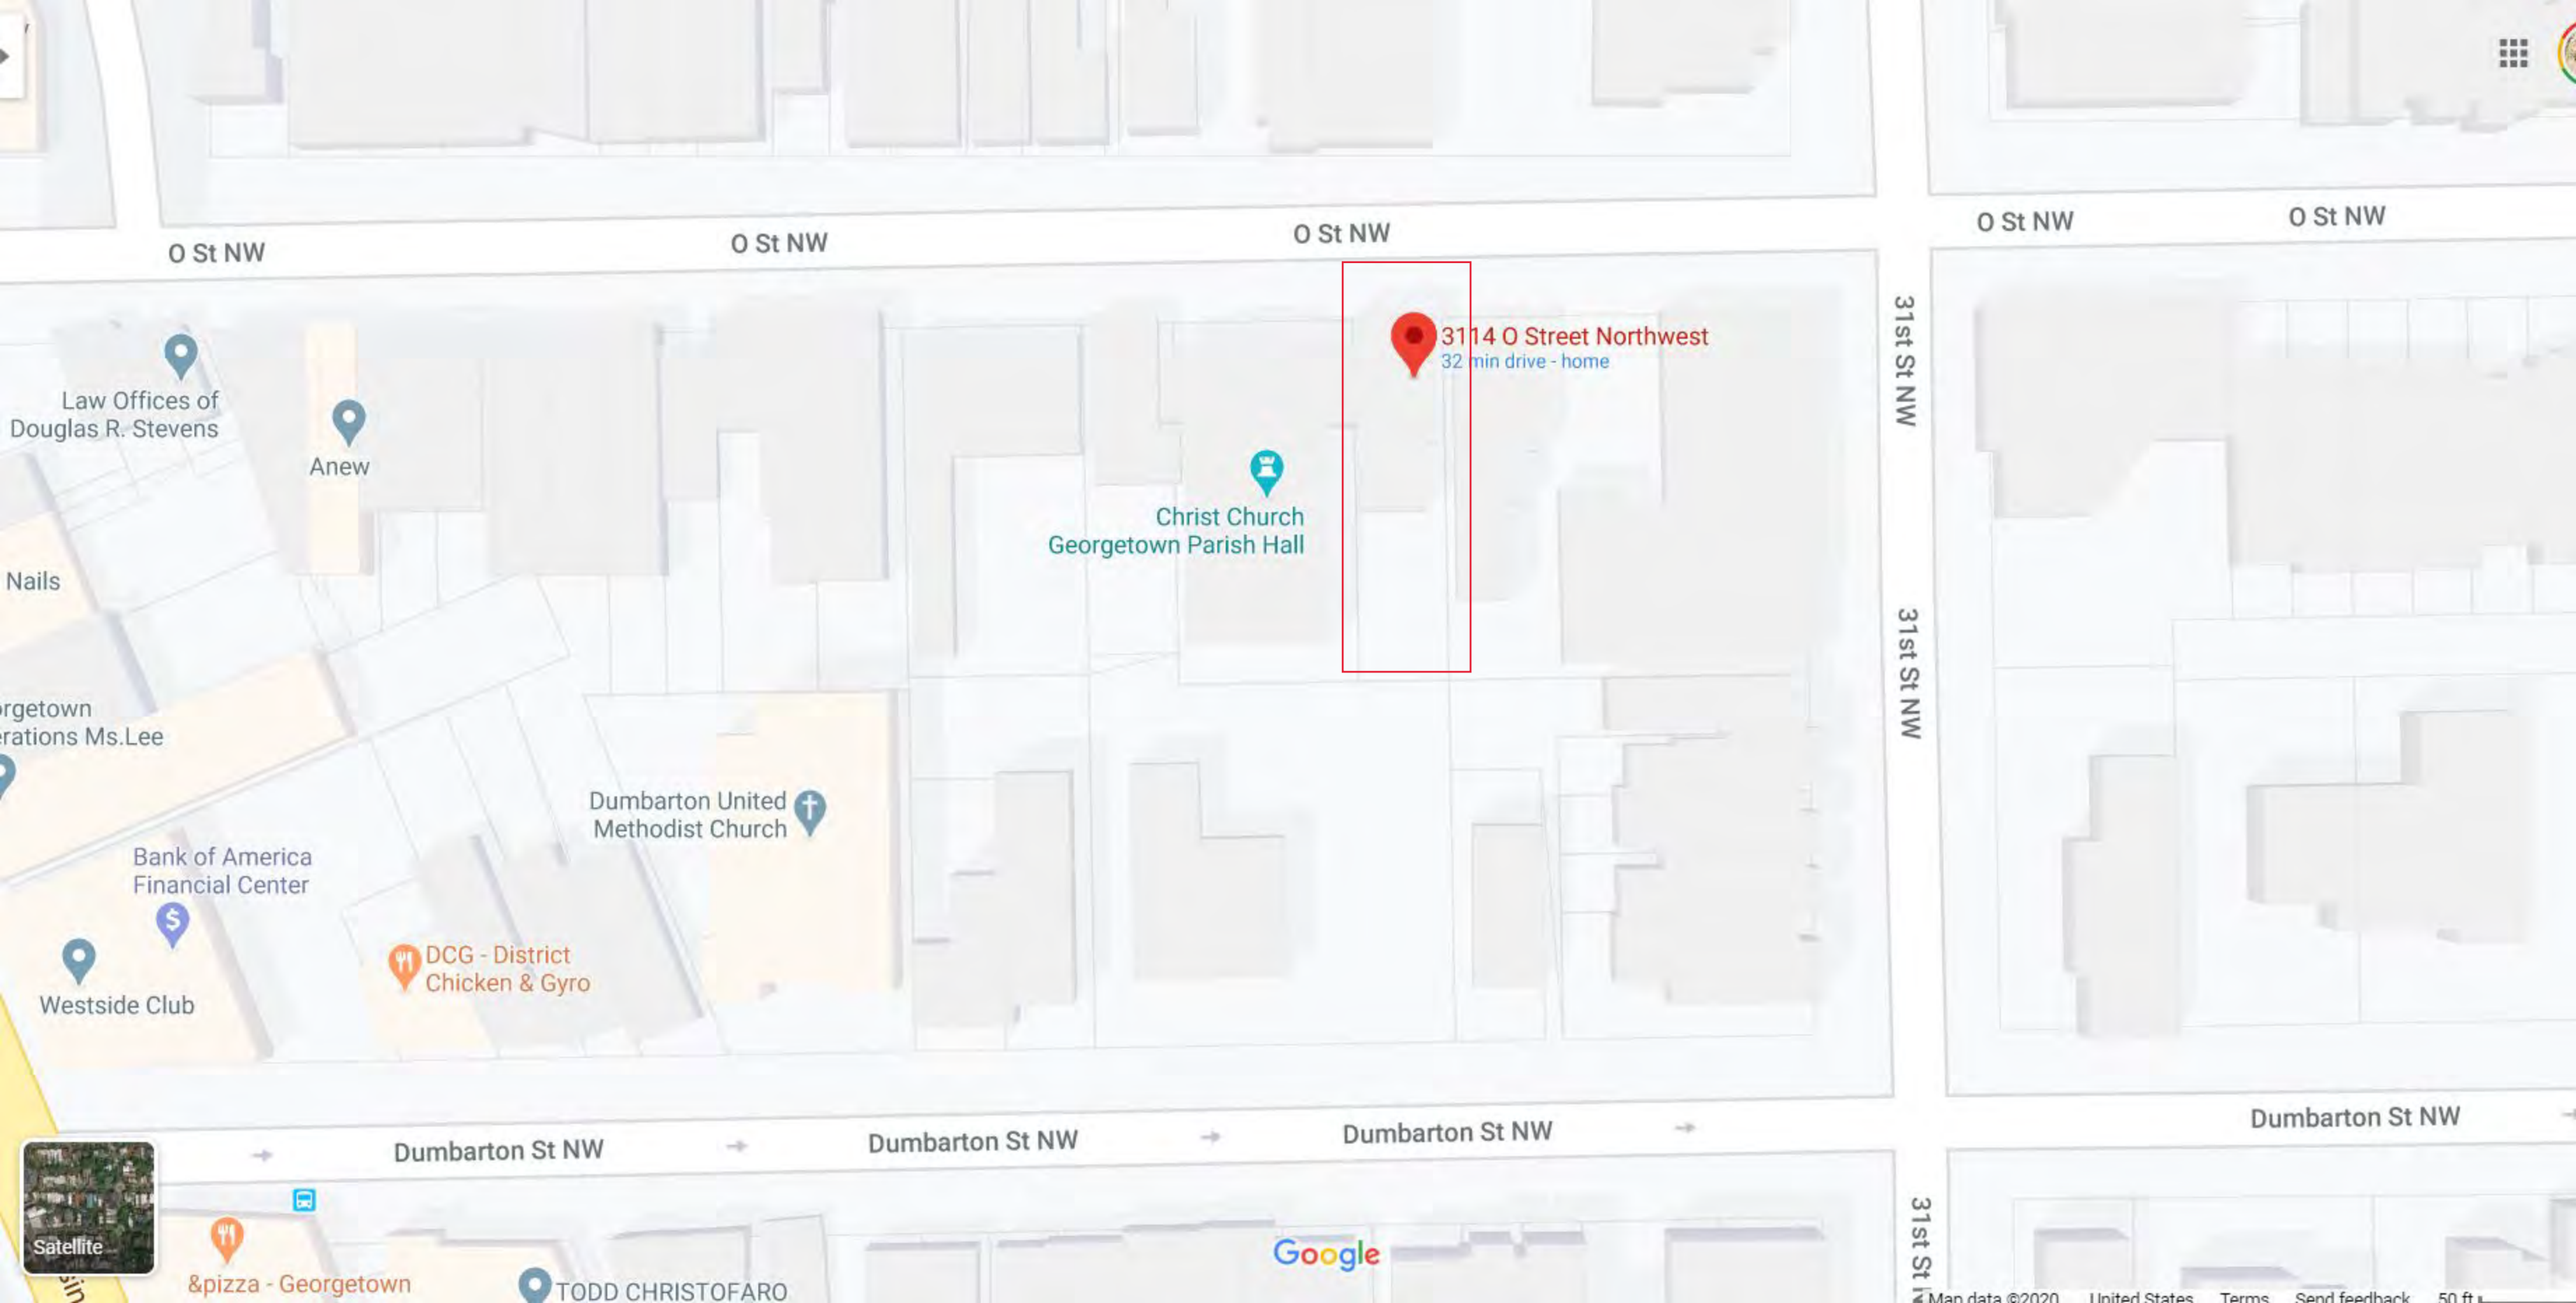 O St NW
O St NW
O St NW
O St NW
O St NW
31st St NW
3114 O Street Northwest
32 min drive - home
Law Offices of
Douglas R. Stevens
Anew
Christ Church
Georgetown Parish Hall
Nails
31st St NW
rgetown
erations Ms.Lee
Dumbarton United
Methodist Church
Bank of America
Financial Center
DCG - District
Chicken & Gyro
Westside Club
Dumbarton St NW
Dumbarton St NW
Dumbarton St NW
Dumbarton St NW
Satellite
31st St
Google
&pizza - Georgetown
TODD CHRISTOFARO
Map data ©2020 United States Terms Send feedback 50 ft